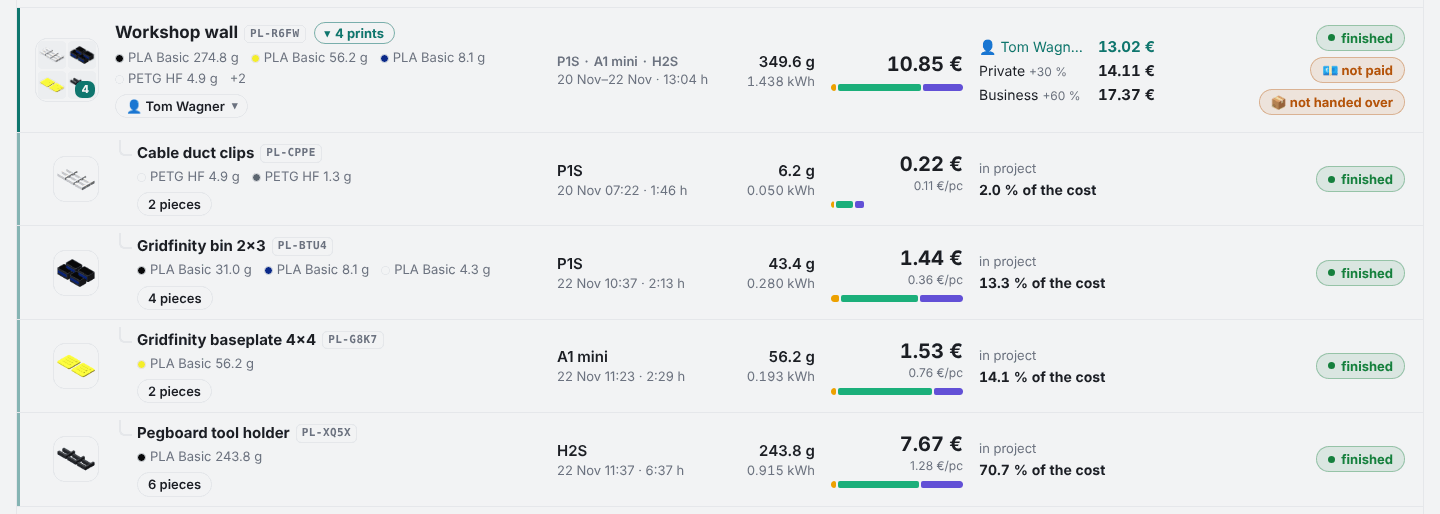 Workshop wall PL-R6FW ▾ 4 prints
PLA Basic 274.8 g PLA Basic 56.2 g PLA Basic 8.1 g
PETG HF 4.9 g +2
4
Tom Wagner ▾
P1S · A1 mini · H2S
20 Nov–22 Nov · 13:04 h
349.6 g
1.438 kWh
10.85 €
Tom Wagn... 13.02 €
Private +30 % 14.11 €
Business +60 % 17.37 €
finished
not paid
not handed over
Cable duct clips PL-CPPE
PETG HF 4.9 g PETG HF 1.3 g
2 pieces
P1S
20 Nov 07:22 · 1:46 h
6.2 g
0.050 kWh
0.22 €
0.11 €/pc
in project
2.0 % of the cost
finished
Gridfinity bin 2×3 PL-BTU4
PLA Basic 31.0 g PLA Basic 8.1 g PLA Basic 4.3 g
4 pieces
P1S
22 Nov 10:37 · 2:13 h
43.4 g
0.280 kWh
1.44 €
0.36 €/pc
in project
13.3 % of the cost
finished
Gridfinity baseplate 4×4 PL-G8K7
PLA Basic 56.2 g
2 pieces
A1 mini
22 Nov 11:23 · 2:29 h
56.2 g
0.193 kWh
1.53 €
0.76 €/pc
in project
14.1 % of the cost
finished
Pegboard tool holder PL-XQ5X
PLA Basic 243.8 g
6 pieces
H2S
22 Nov 11:37 · 6:37 h
243.8 g
0.915 kWh
7.67 €
1.28 €/pc
in project
70.7 % of the cost
finished